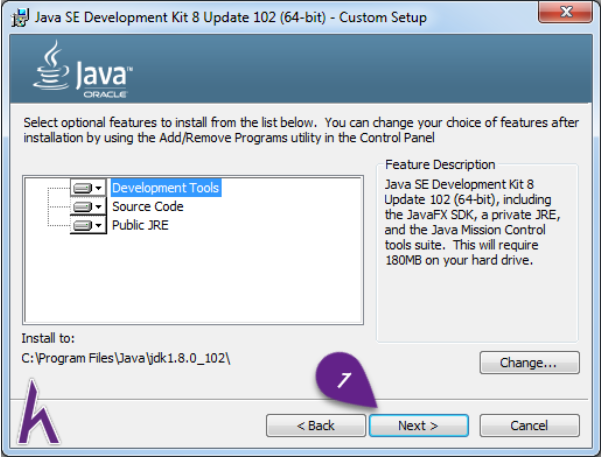 Java SE Development Kit 8 Update 102 (64-bit) - Custom Setup
Java™
ORACLE
Select optional features to install from the list below. You can change your choice of features after
installation by using the Add/Remove Programs utility in the Control Panel
Development Tools
Source Code
Public JRE
Feature Description
Java SE Development Kit 8
Update 102 (64-bit), including
the JavaFX SDK, a private JRE,
and the Java Mission Control
tools suite. This will require
180MB on your hard drive.
Install to:
C:\Program Files\Java\jdk1.8.0_102\
Change...
1
< Back
Next >
Cancel